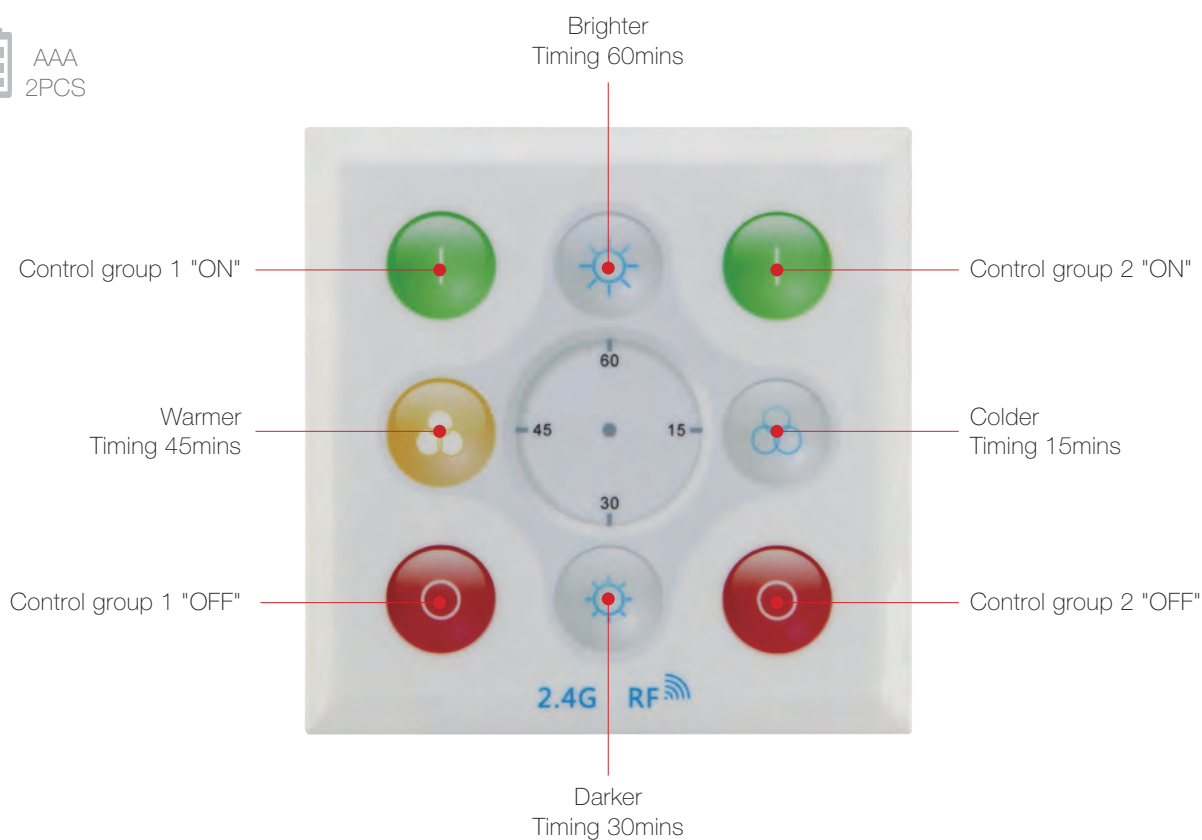 Brighter
Timing 60mins
AAA
2PCS
Control group 1 "ON"
Control group 2 "ON"
60
Warmer
Timing 45mins
45
15
Colder
Timing 15mins
30
Control group 1 "OFF"
Control group 2 "OFF"
2.4G RF
Darker
Timing 30mins